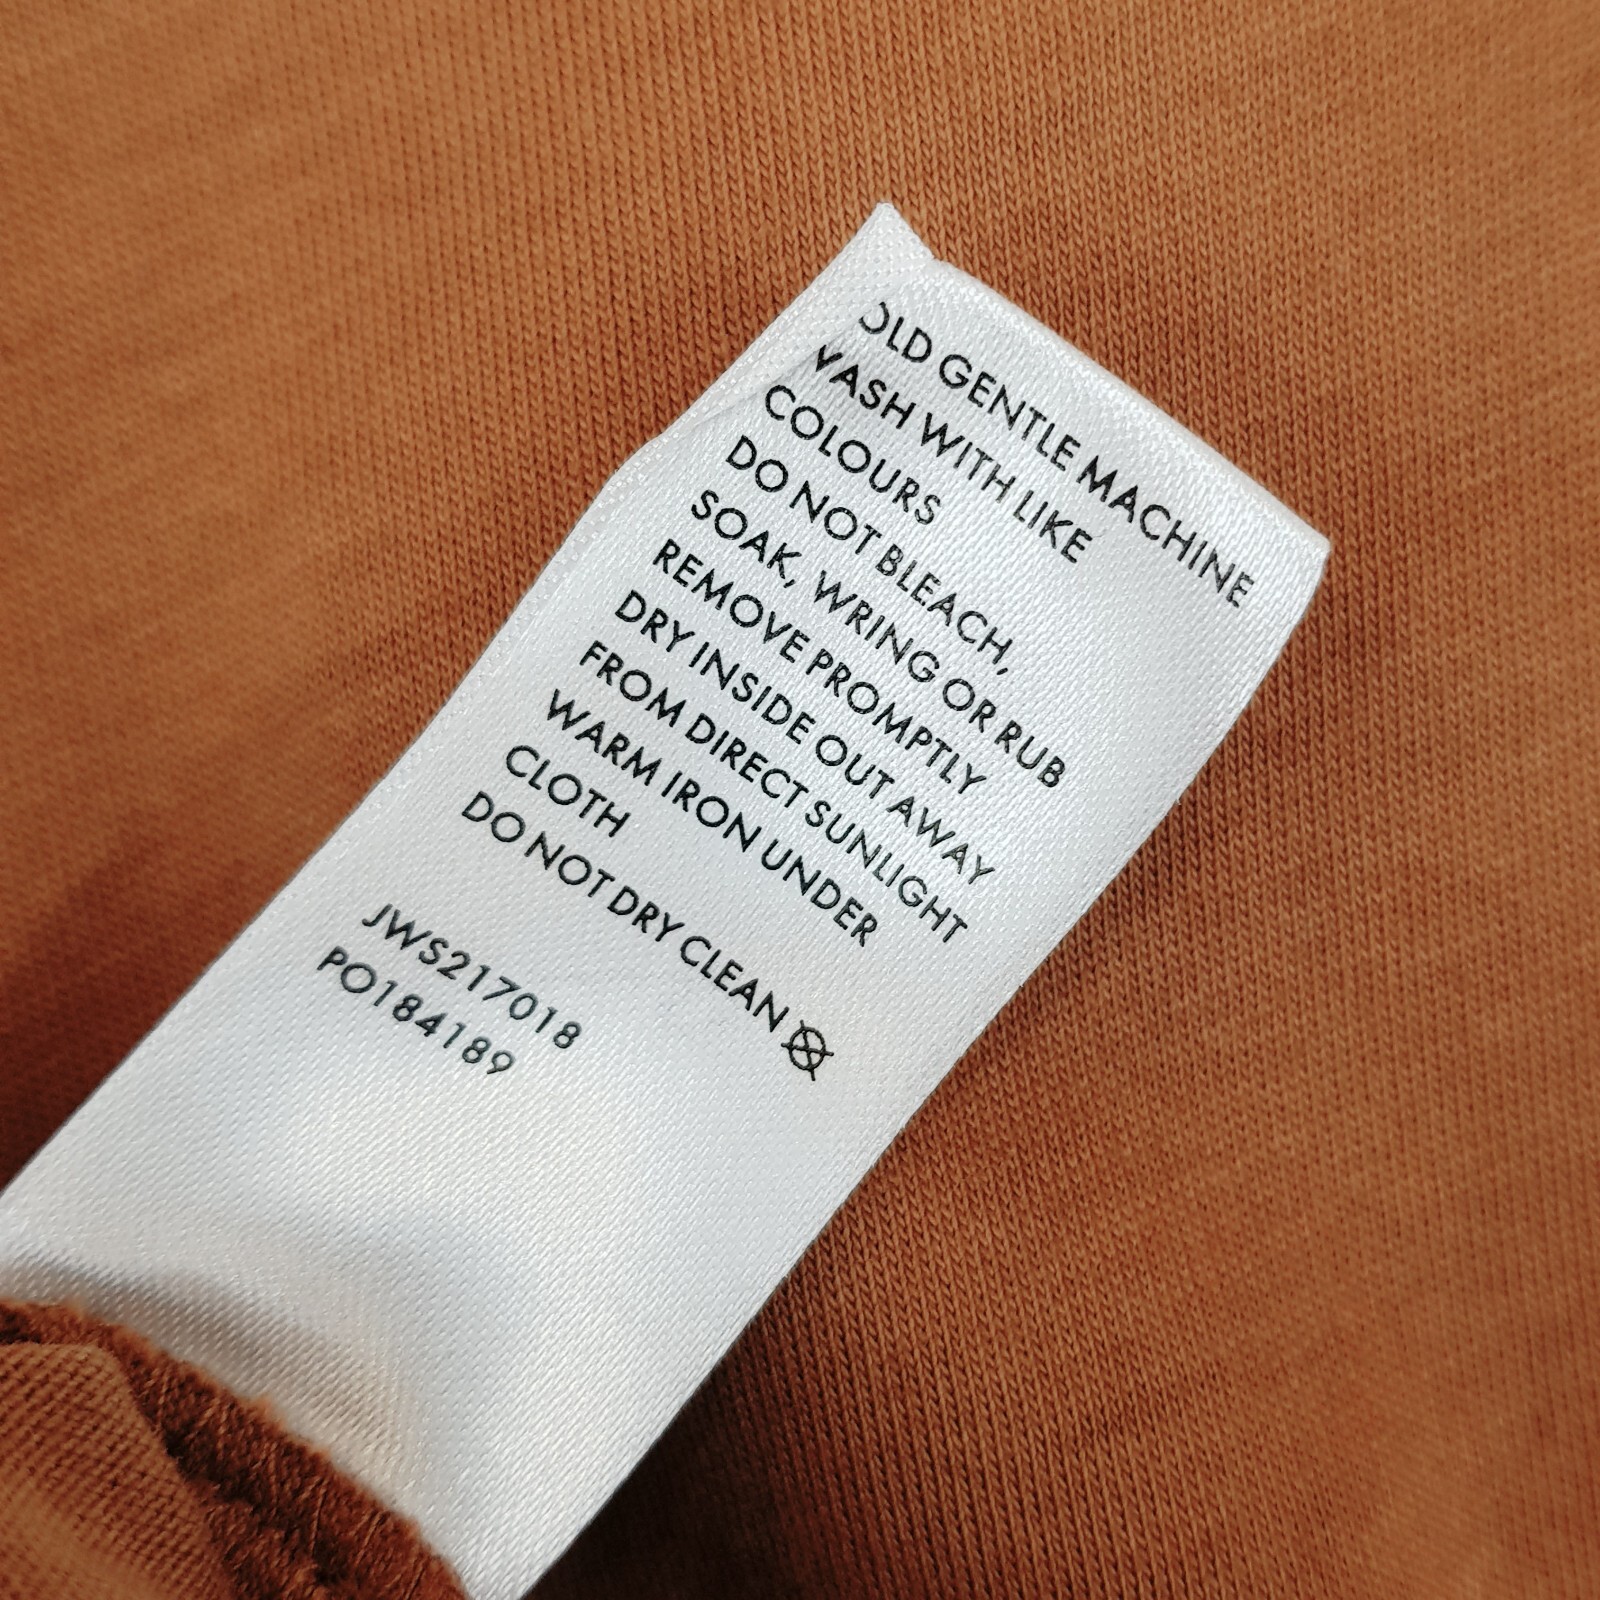 OLD GENTLE MACHINE
WASH WITH LIKE
COLOURS
DO NOT BLEACH,
SOAK, WRING OR RUB
REMOVE PROMPTLY
DRY INSIDE OUT AWAY
FROM DIRECT SUNLIGHT
WARM IRON UNDER
CLOTH
DO NOT DRY CLEAN
JWS217018
PO184189